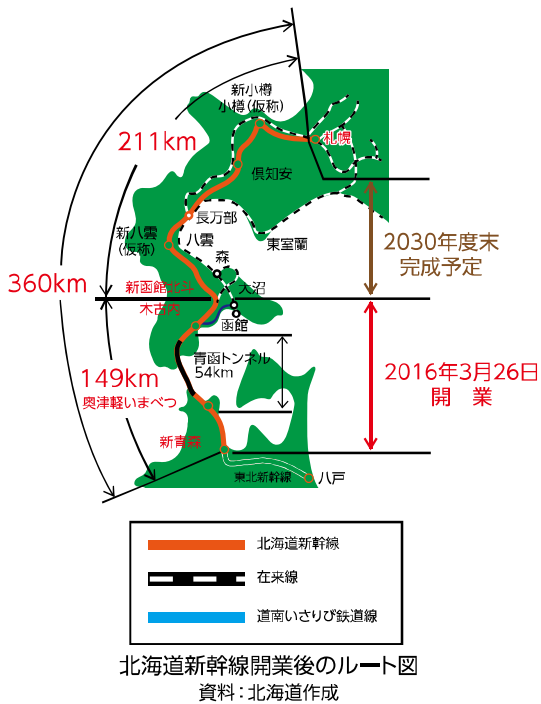 新小樽
小樽（仮称）
211km
札幌
倶知安
長万部
新八雲
（仮称）
八雲
東室蘭
森
2030年度末
完成予定
360km
新函館北斗
大沼
木古内
函館
青函トンネル
54km
149km
奥津軽いまべつ
2016年3月26日
開　業
新青森
東北新幹線
八戸
北海道新幹線
在来線
道南いさりび鉄道線
北海道新幹線開業後のルート図
資料：北海道作成